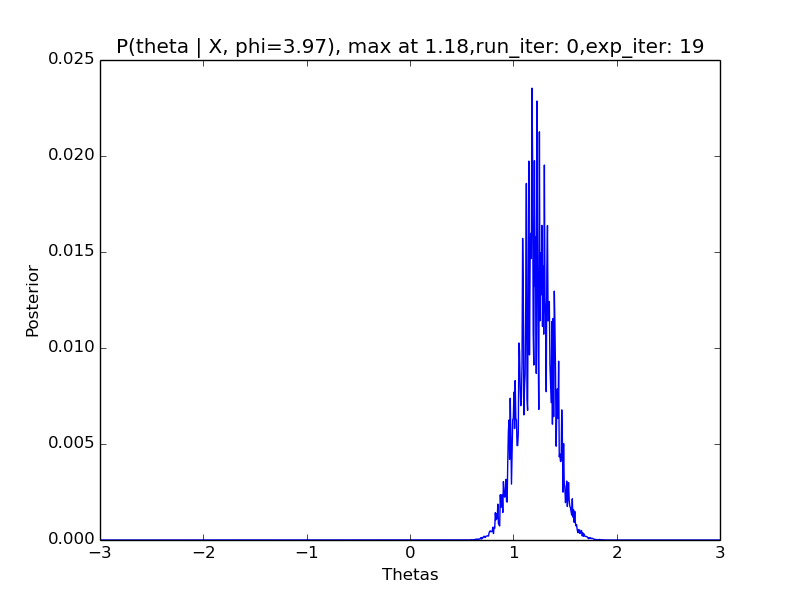 P(theta | X, phi=3.97), max at 1.18,run_iter: 0,exp_iter: 19
0.025
0.020
0.015
0.010
0.005
0.000
Posterior
−3 −2 −1 0 1 2 3
Thetas